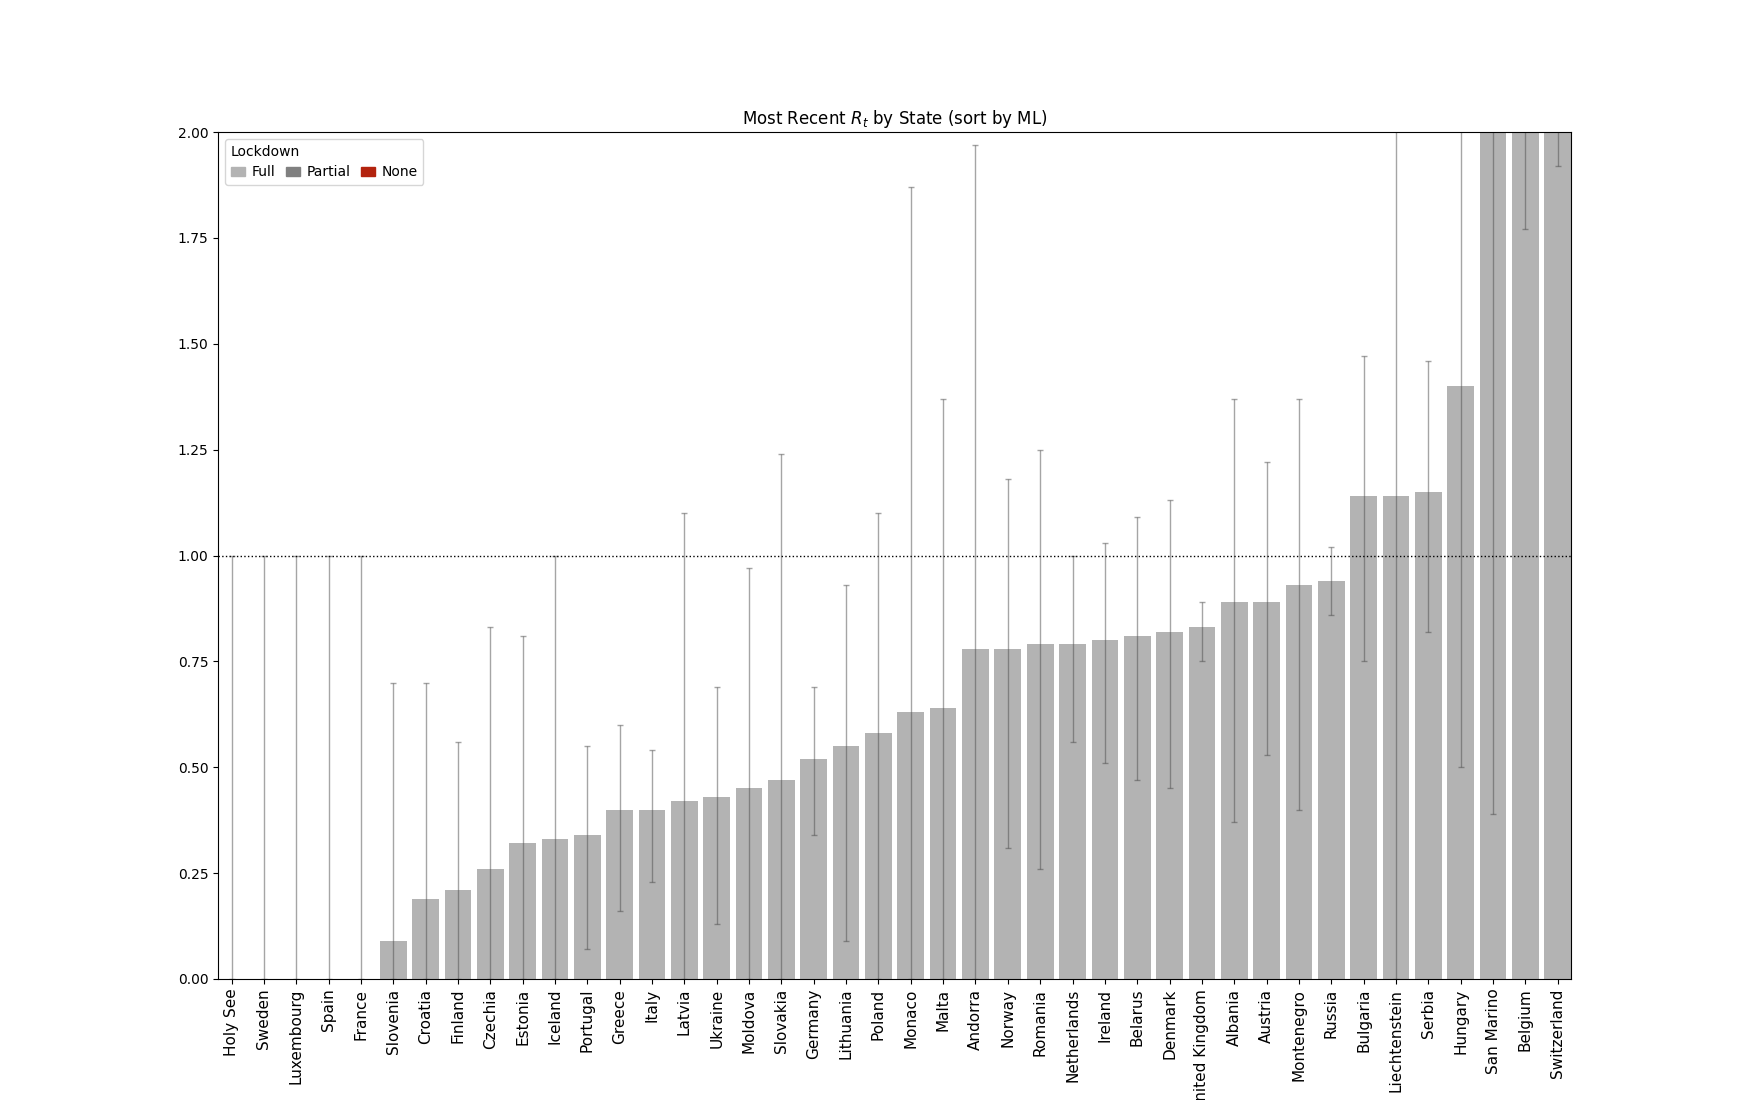 Most Recent R_t by State (sort by ML)
Lockdown
Full Partial None
2.00
1.75
1.50
1.25
1.00
0.75
0.50
0.25
0.00
Holy See
Sweden
Luxembourg
Spain
France
Slovenia
Croatia
Finland
Czechia
Estonia
Iceland
Portugal
Greece
Italy
Latvia
Ukraine
Moldova
Slovakia
Germany
Lithuania
Poland
Monaco
Malta
Andorra
Norway
Romania
Netherlands
Ireland
Belarus
Denmark
nited Kingdom
Albania
Austria
Montenegro
Russia
Bulgaria
Liechtenstein
Serbia
Hungary
San Marino
Belgium
Switzerland